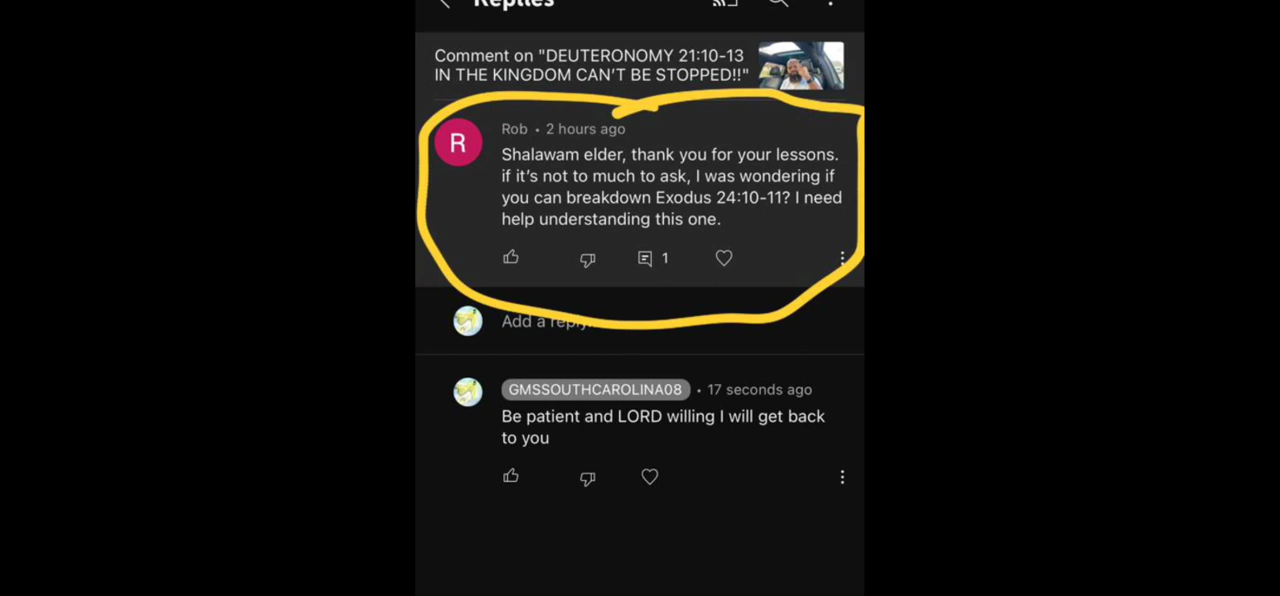 Replies
Comment on "DEUTERONOMY 21:10-13
IN THE KINGDOM CAN'T BE STOPPED!!"
R
Rob • 2 hours ago
Shalawam elder, thank you for your lessons.
if it's not to much to ask, I was wondering if
you can breakdown Exodus 24:10-11? I need
help understanding this one.
1
Add a reply...
GMSSOUTHCAROLINA08 • 17 seconds ago
Be patient and LORD willing I will get back
to you